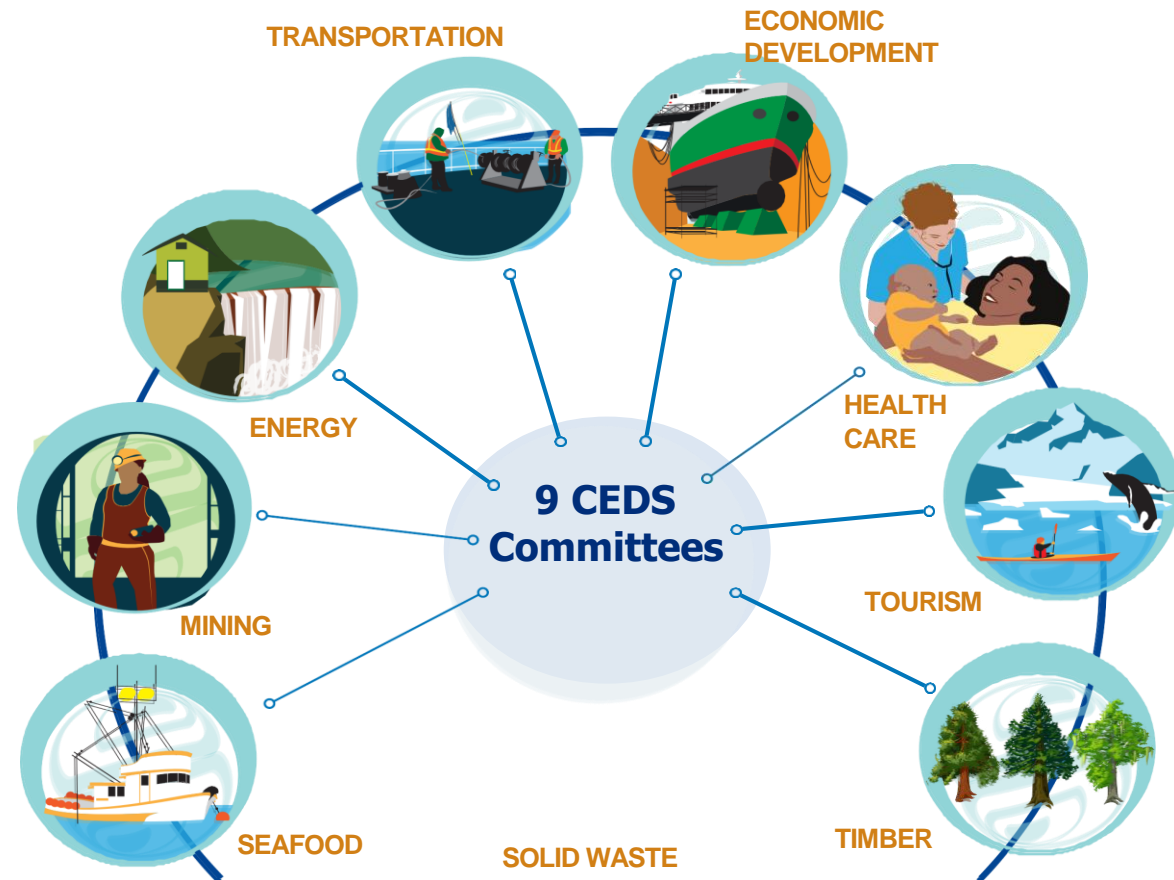 TRANSPORTATION
ECONOMIC
DEVELOPMENT
ENERGY
HEALTH
CARE
9 CEDS
Committees
MINING
TOURISM
SEAFOOD
TIMBER
SOLID WASTE